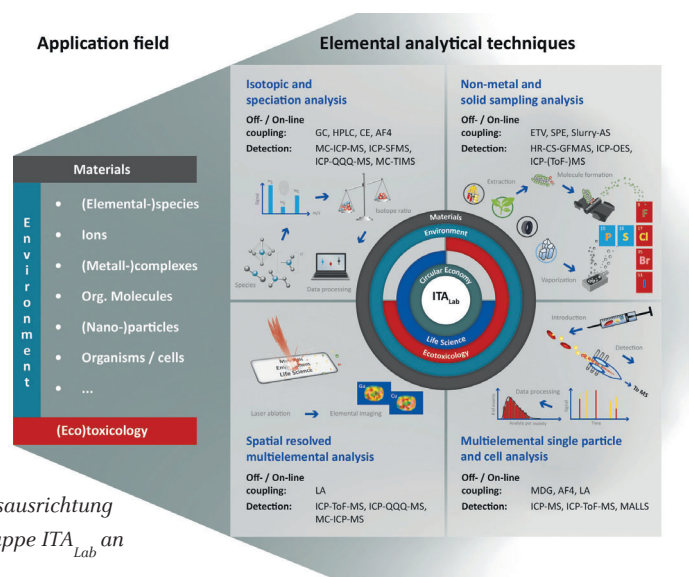 Application field
Elemental analytical techniques
Materials
Environment
• (Elemental-)species
• Ions
• (Metall-)complexes
• Org. Molecules
• (Nano-)particles
• Organisms / cells
• ...
(Eco)toxicology
Isotopic and
speciation analysis
Off- / On-line
coupling: GC, HPLC, CE, AF4
Detection: MC-ICP-MS, ICP-SFMS,
ICP-QQQ-MS, MC-TIMS
Signal
m/z
Isotope ratio
Species
Data processing
Non-metal and
solid sampling analysis
Off- / On-line
coupling: ETV, SPE, Slurry-AS
Detection: HR-CS-GFMAS, ICP-OES,
ICP-(ToF-)MS
Molecule formation
Extraction
F
P S Cl
Br
I
Vaporization
Materials
Environment
Circular Economy
ITA Lab
Life Science
Ecotoxicology
Life Science
Laser ablation
Elemental imaging
Ga
Cu
Spatial resolved
multielemental analysis
Off- / On-line
coupling: LA
Detection: ICP-ToF-MS, ICP-QQQ-MS,
MC-ICP-MS
Introduction
Detection
To MS
Data processing
Signal
Time
Multielemental single particle
and cell analysis
Off- / On-line
coupling: MDG, AF4, LA
Detection: ICP-MS, ICP-ToF-MS, MALLS
sausrichtung
uppe ITA Lab an